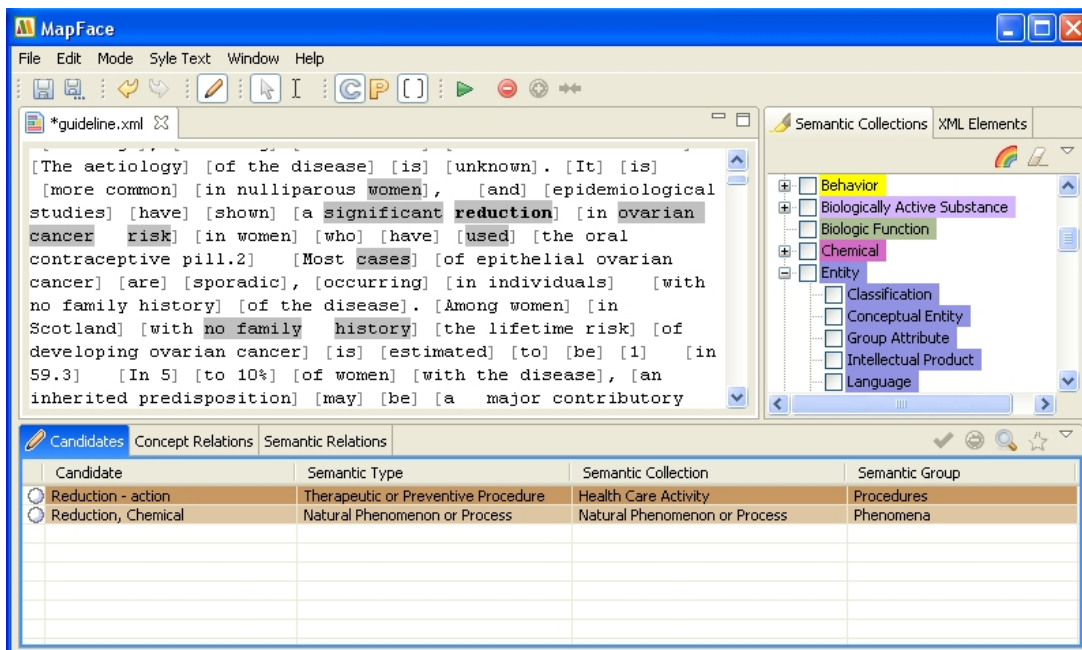 MapFace
File Edit Mode Syle Text Window Help
*guideline.xml
[The aetiology] [of the disease] [is] [unknown]. [It] [is]
[more common] [in nulliparous women], [and] [epidemiological
studies] [have] [shown] [a significant reduction] [in ovarian
cancer risk] [in women] [who] [have] [used] [the oral
contraceptive pill.2] [Most cases] [of epithelial ovarian
cancer] [are] [sporadic], [occurring] [in individuals] [with
no family history] [of the disease]. [Among women] [in
Scotland] [with no family history] [the lifetime risk] [of
developing ovarian cancer] [is] [estimated] [to] [be] [1] [in
59.3] [In 5] [to 10%] [of women] [with the disease], [an
inherited predisposition] [may] [be] [a major contributory
Semantic Collections XML Elements
Behavior
Biologically Active Substance
Biologic Function
Chemical
Entity
Classification
Conceptual Entity
Group Attribute
Intellectual Product
Language
Candidates Concept Relations Semantic Relations
Candidate Semantic Type Semantic Collection Semantic Group
Reduction - action Therapeutic or Preventive Procedure Health Care Activity Procedures
Reduction, Chemical Natural Phenomenon or Process Natural Phenomenon or Process Phenomena